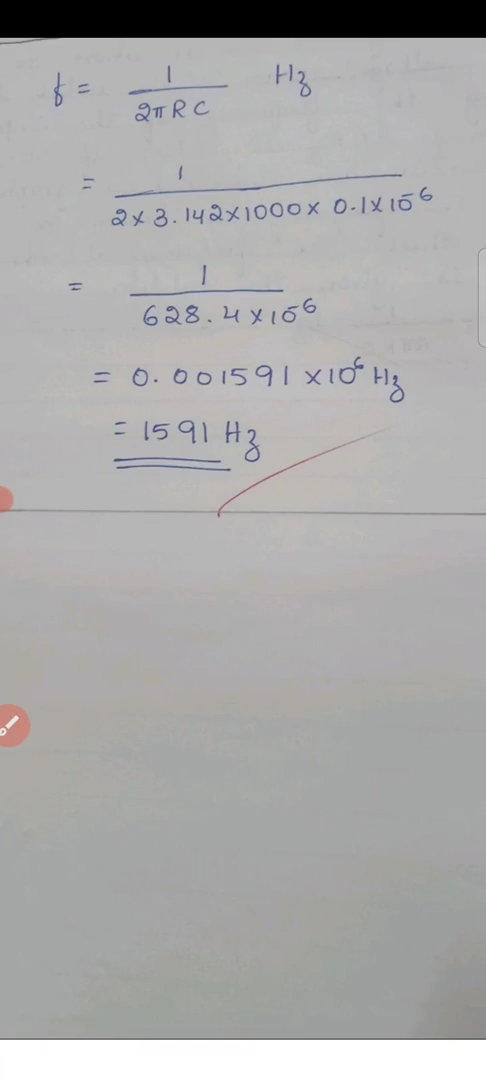 f = 1/2πRC Hz
= 1/2×3.142×1000×0.1×10⁻⁶
= 1/628.4×10⁻⁶
= 0.001591×10⁶ Hz
= 1591 Hz